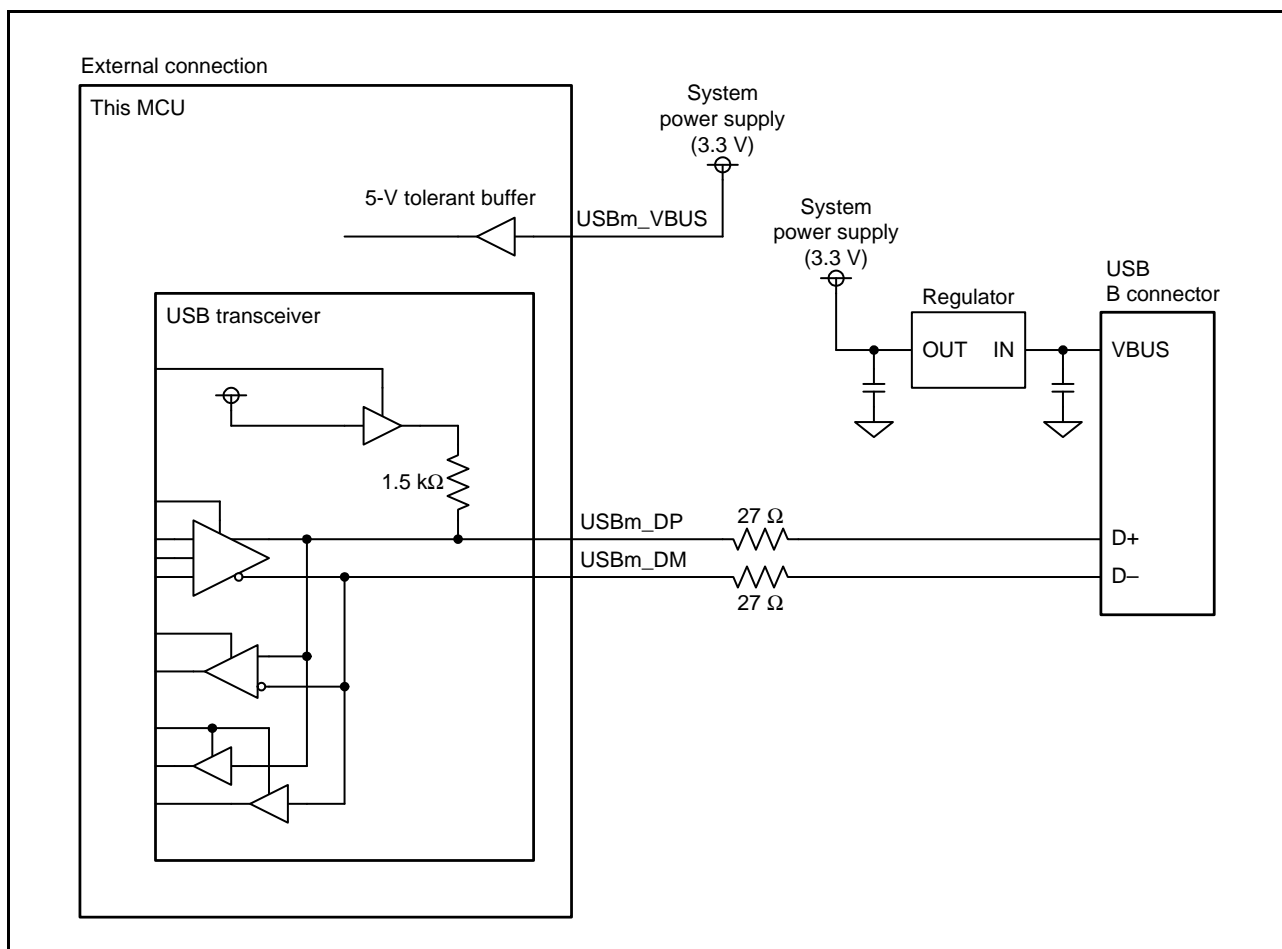 External connection
This MCU
System
power supply
(3.3 V)
5-V tolerant buffer
USBm_VBUS
System
power supply
(3.3 V)
USB
B connector
Regulator
OUT IN
VBUS
USB transceiver
1.5 kΩ
USBm_DP
27 Ω
D+
USBm_DM
27 Ω
D–